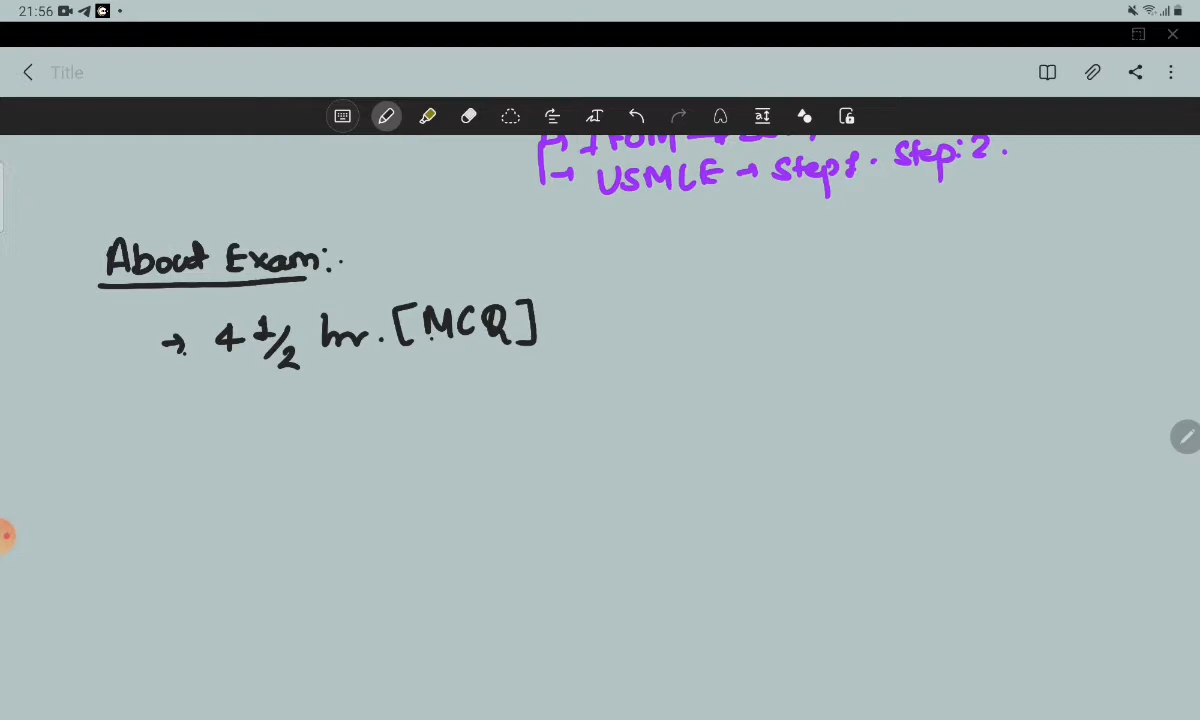 21:56
Title
USMLE → Step 1. Step: 2.
About Exam:
→ 4 1/2 hr. [MCQ]